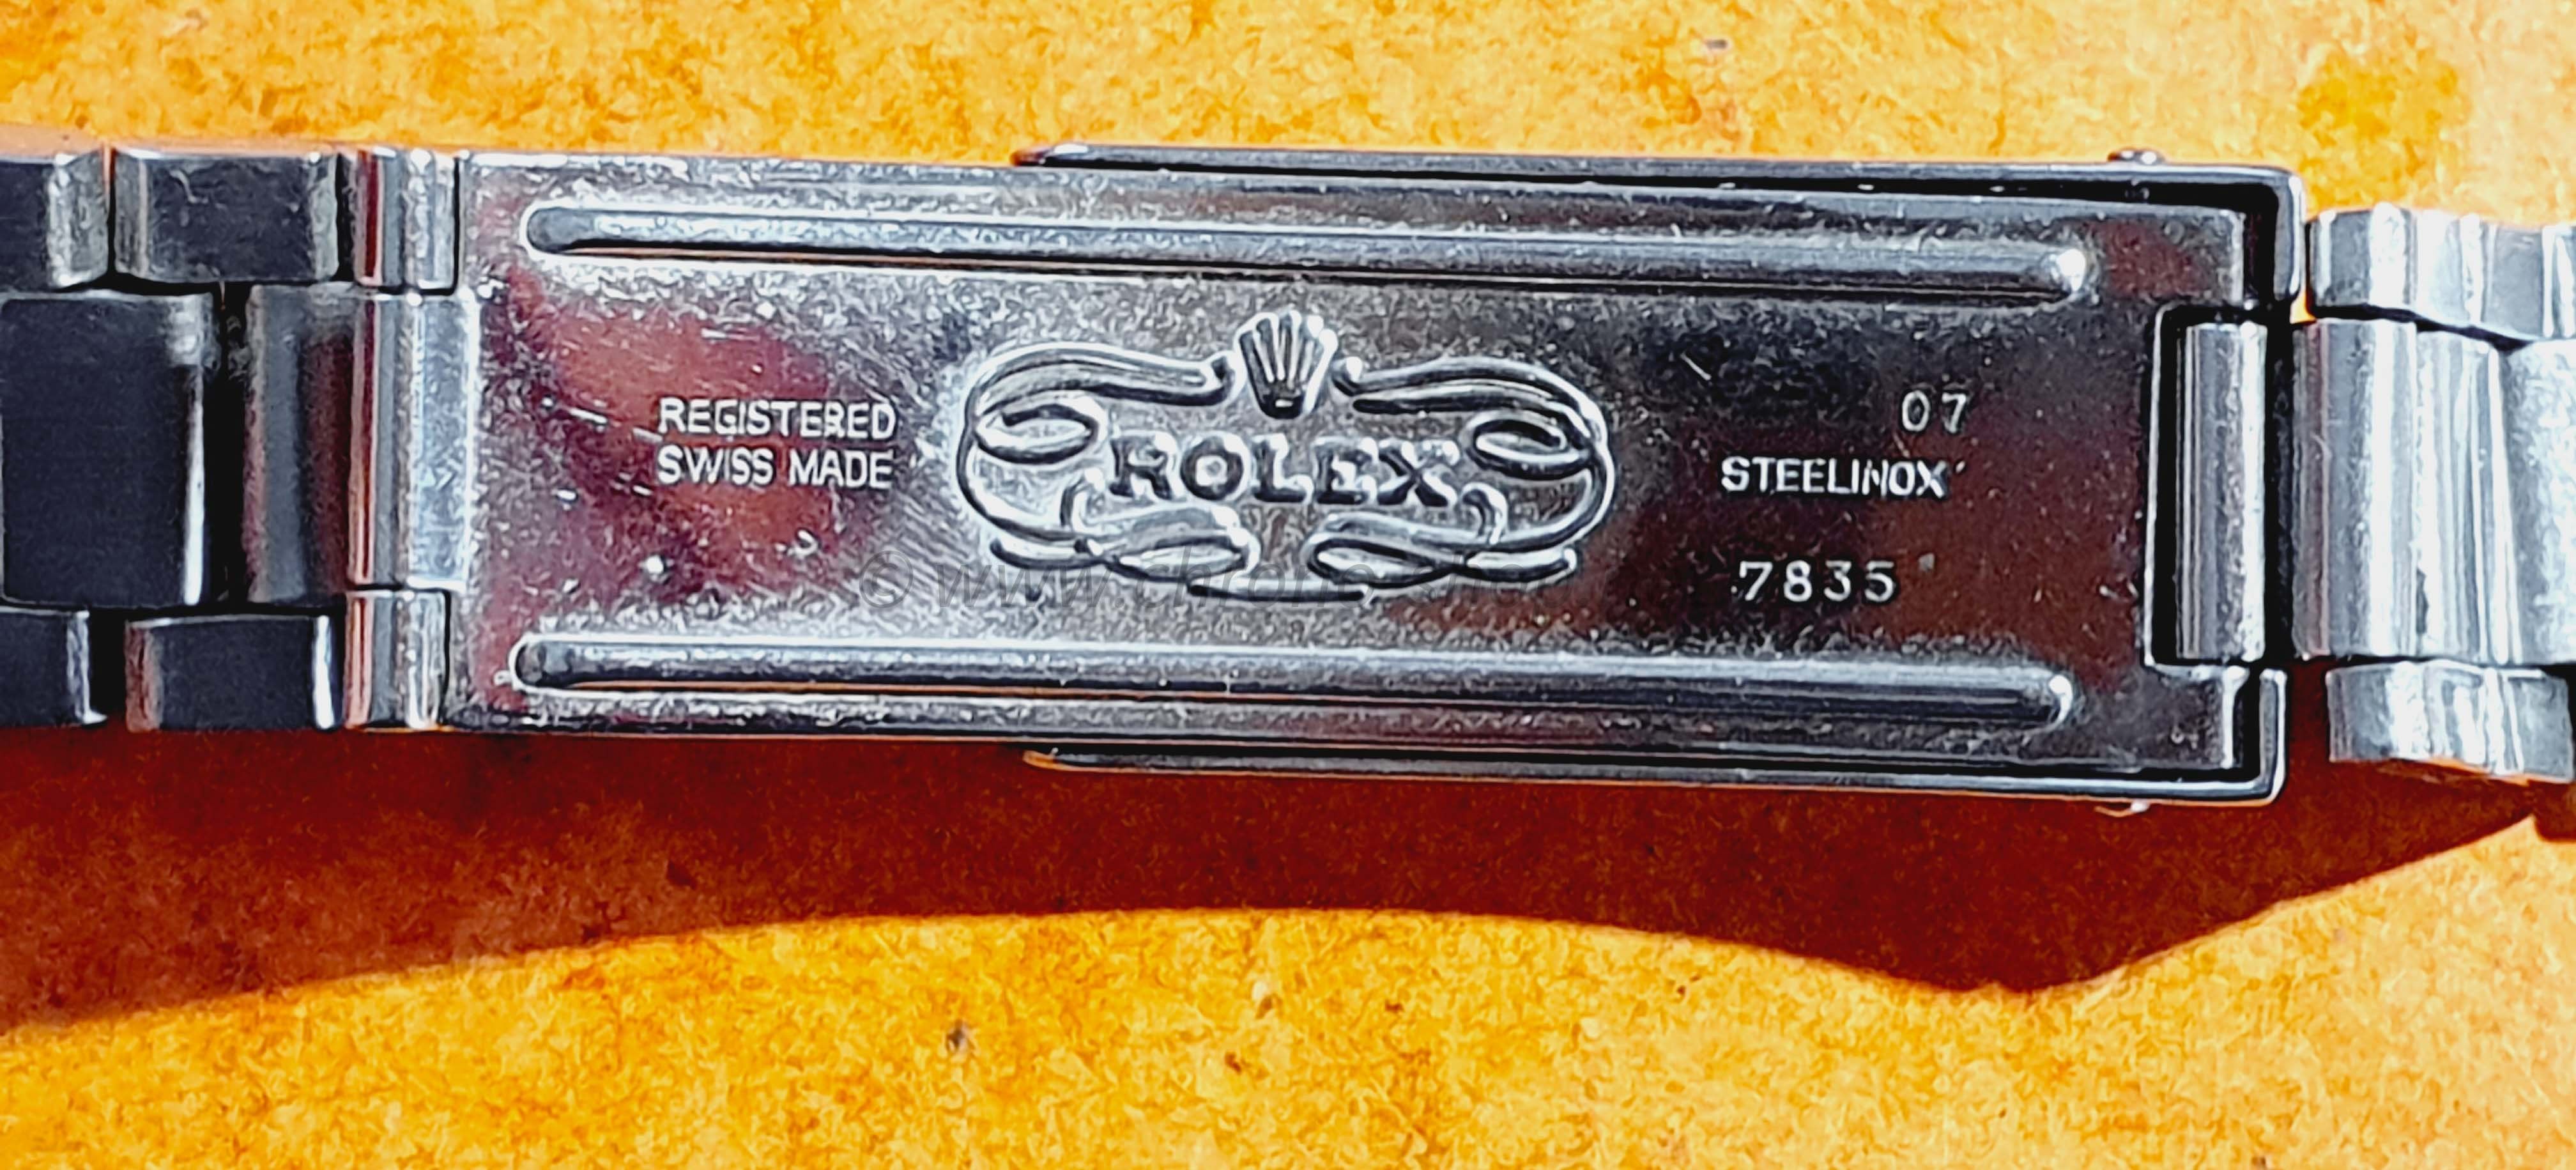 REGISTERED
SWISS MADE
ROLEX
07
STEELINOX
7835